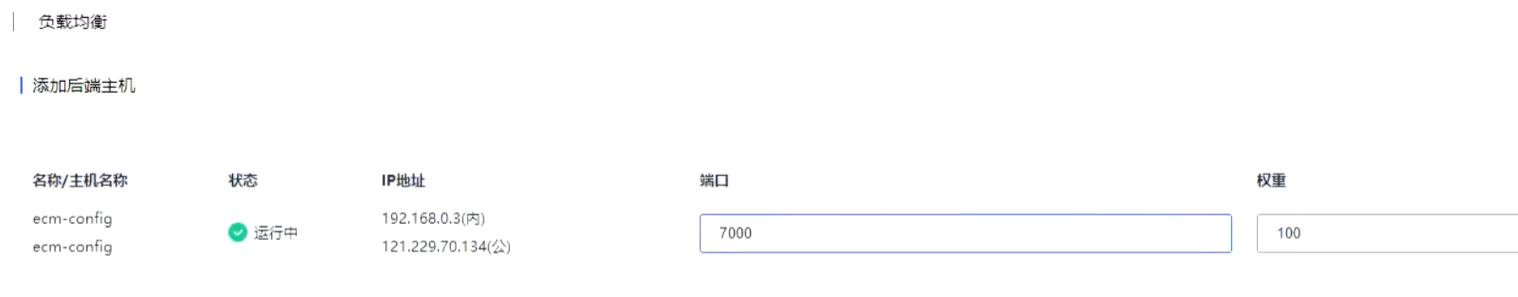 负载均衡
添加后端主机
名称/主机名称 状态 IP地址 端口 权重
ecm-config 192.168.0.3(内)
运行中 7000 100
ecm-config 121.229.70.134(公)